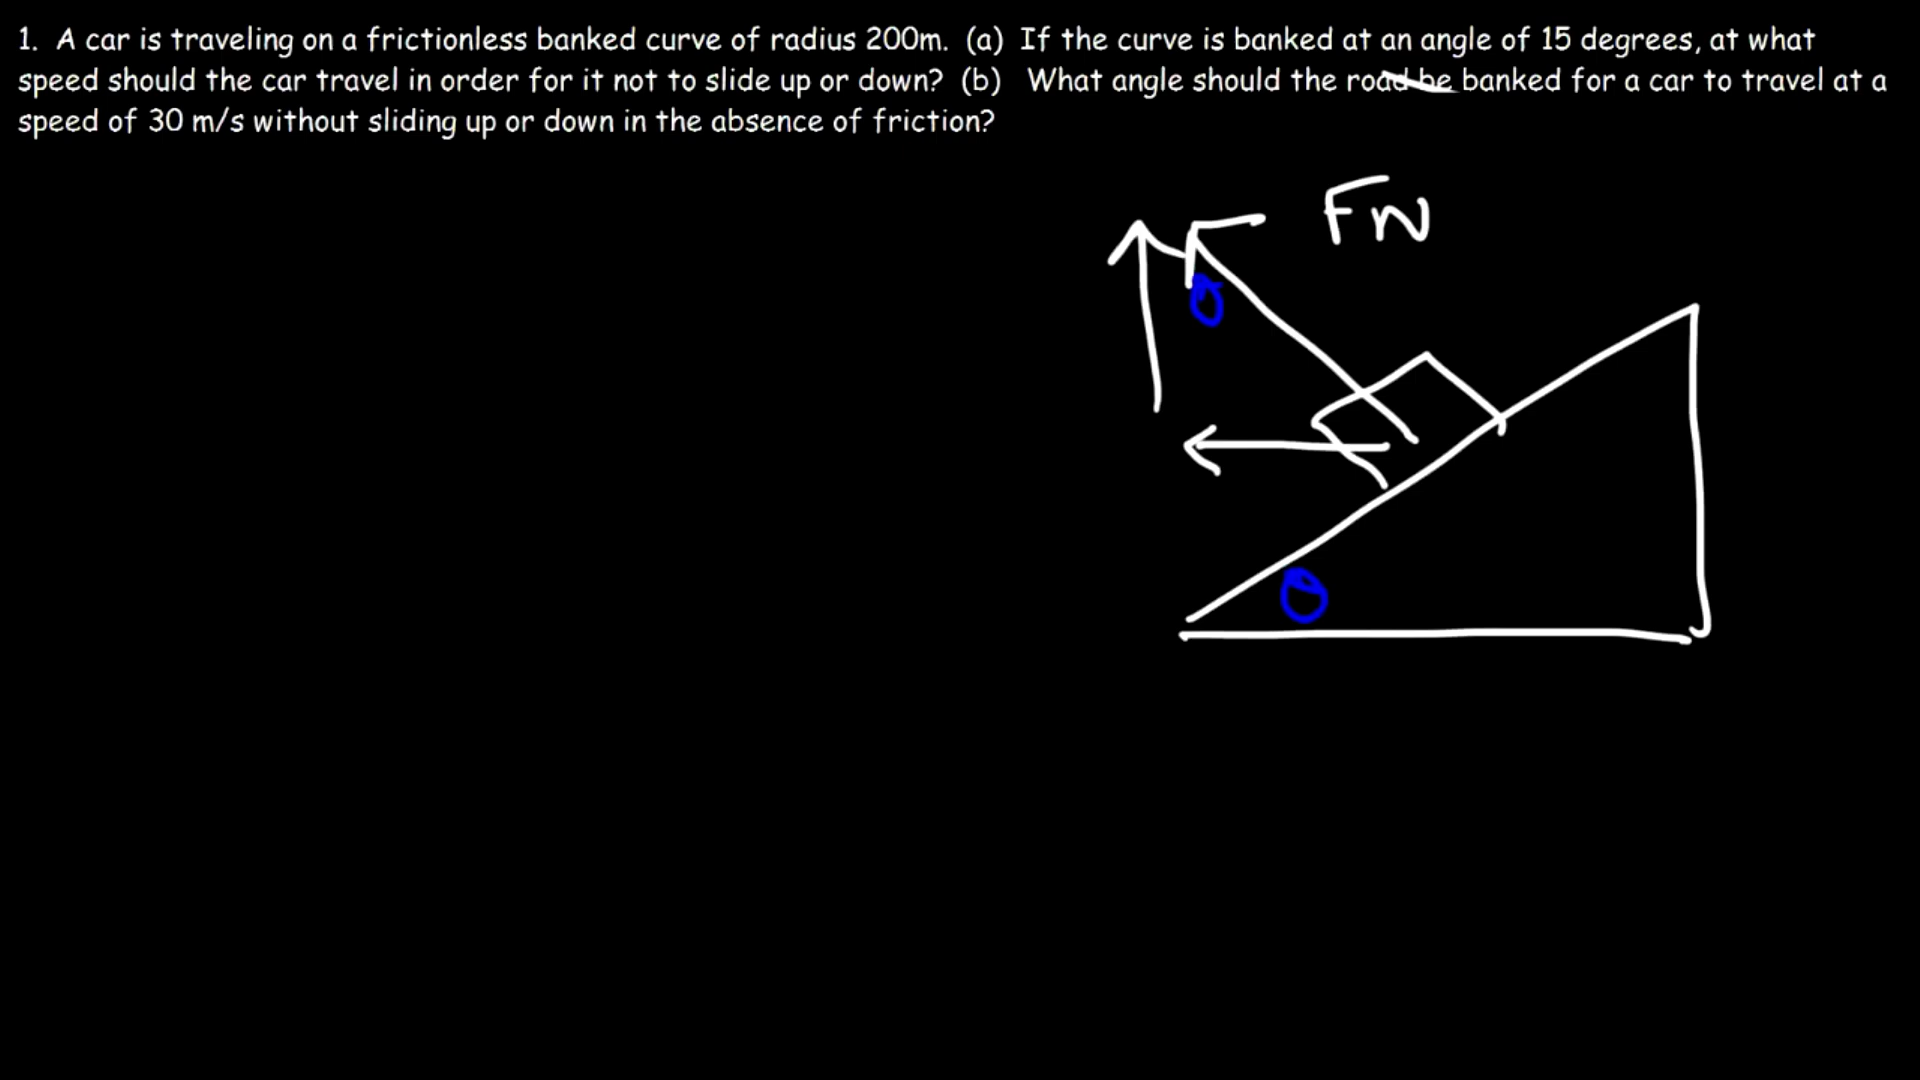 1. A car is traveling on a frictionless banked curve of radius 200m. (a) If the curve is banked at an angle of 15 degrees, at what
speed should the car travel in order for it not to slide up or down? (b) What angle should the road be banked for a car to travel at a
speed of 30 m/s without sliding up or down in the absence of friction?
FN
θ
θ